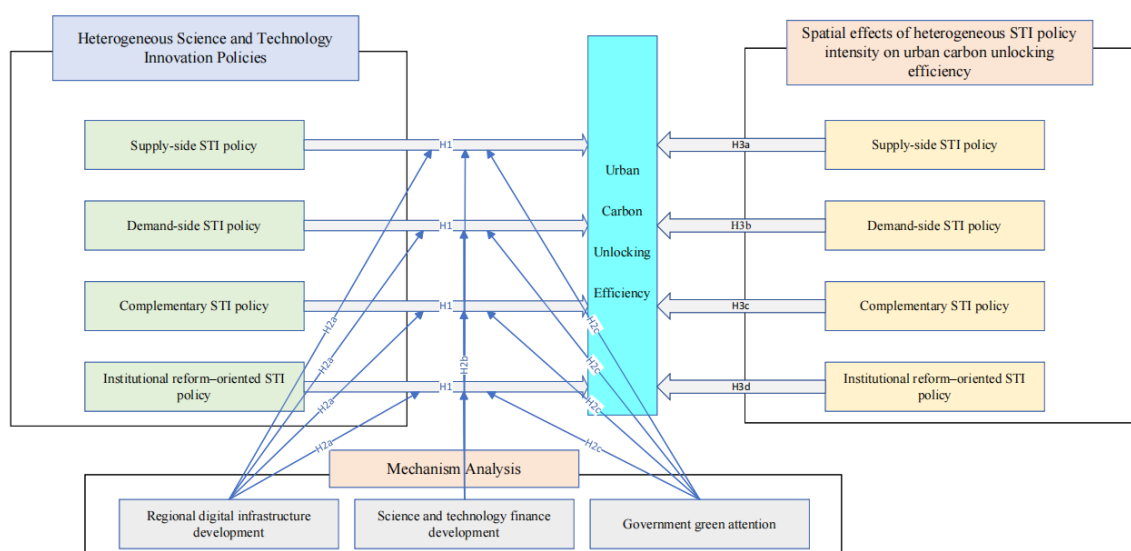 Heterogeneous Science and Technology
Innovation Policies
Supply-side STI policy
Demand-side STI policy
Complementary STI policy
Institutional reform–oriented STI
policy
H1
H1
H1
H1
Urban
Carbon
Unlocking
Efficiency
Spatial effects of heterogeneous STI policy
intensity on urban carbon unlocking
efficiency
H3a
H3b
H3c
H3d
Supply-side STI policy
Demand-side STI policy
Complementary STI policy
Institutional reform–oriented STI
policy
H2a
H2a
H2a
H2a
H2b
H2c
H2c
H2c
H2c
Mechanism Analysis
Regional digital infrastructure
development
Science and technology finance
development
Government green attention